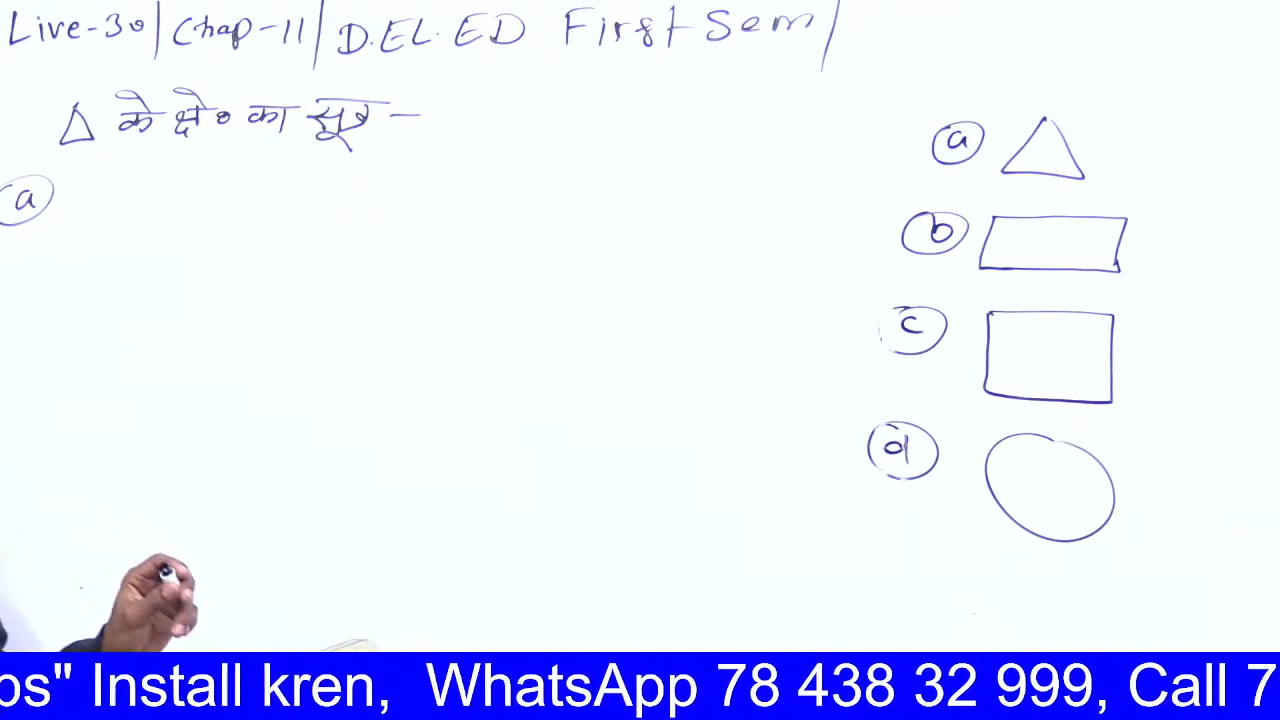 Live-30/Chap-11/D.EL.ED First Sem/
△ के क्षे० का सूत्र -
(a)
(a)
(b)
(c)
(d)
ps" Install kren, WhatsApp 78 438 32 999, Call 7